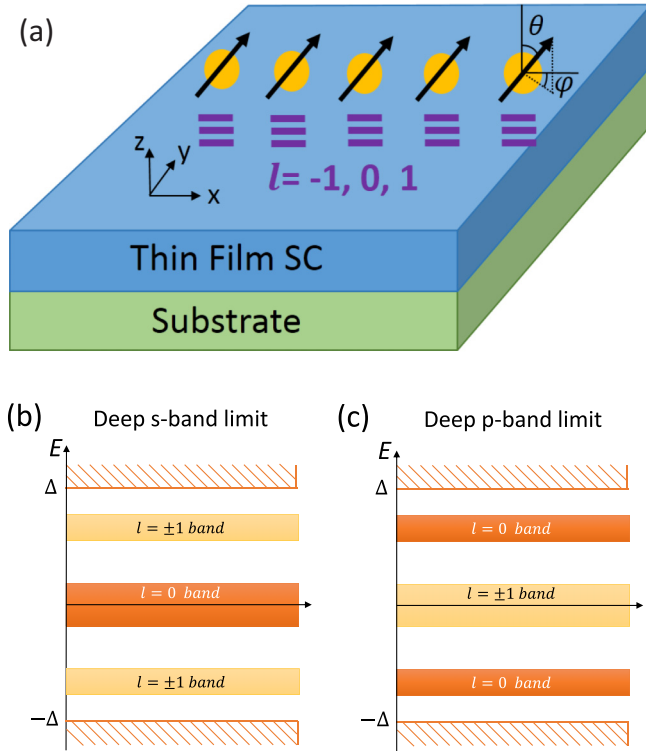 (a)
θ
φ
z
y
x
l= -1, 0, 1
Thin Film SC
Substrate
(b) Deep s-band limit
E
Δ
l = ±1 band
l = 0 band
l = ±1 band
−Δ
(c) Deep p-band limit
E
Δ
l = 0 band
l = ±1 band
l = 0 band
−Δ